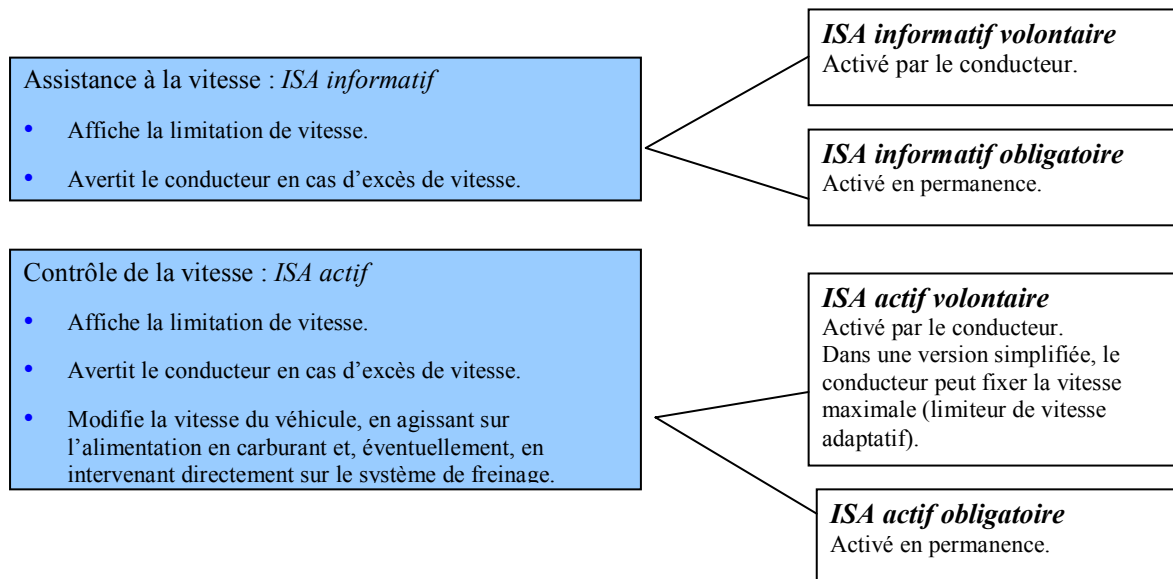 Assistance à la vitesse : ISA informatif
• Affiche la limitation de vitesse.
• Avertit le conducteur en cas d’excès de vitesse.
ISA informatif volontaire
Activé par le conducteur.
ISA informatif obligatoire
Activé en permanence.
Contrôle de la vitesse : ISA actif
• Affiche la limitation de vitesse.
• Avertit le conducteur en cas d’excès de vitesse.
• Modifie la vitesse du véhicule, en agissant sur
l’alimentation en carburant et, éventuellement, en
intervenant directement sur le système de freinage.
ISA actif volontaire
Activé par le conducteur.
Dans une version simplifiée, le
conducteur peut fixer la vitesse
maximale (limiteur de vitesse
adaptatif).
ISA actif obligatoire
Activé en permanence.